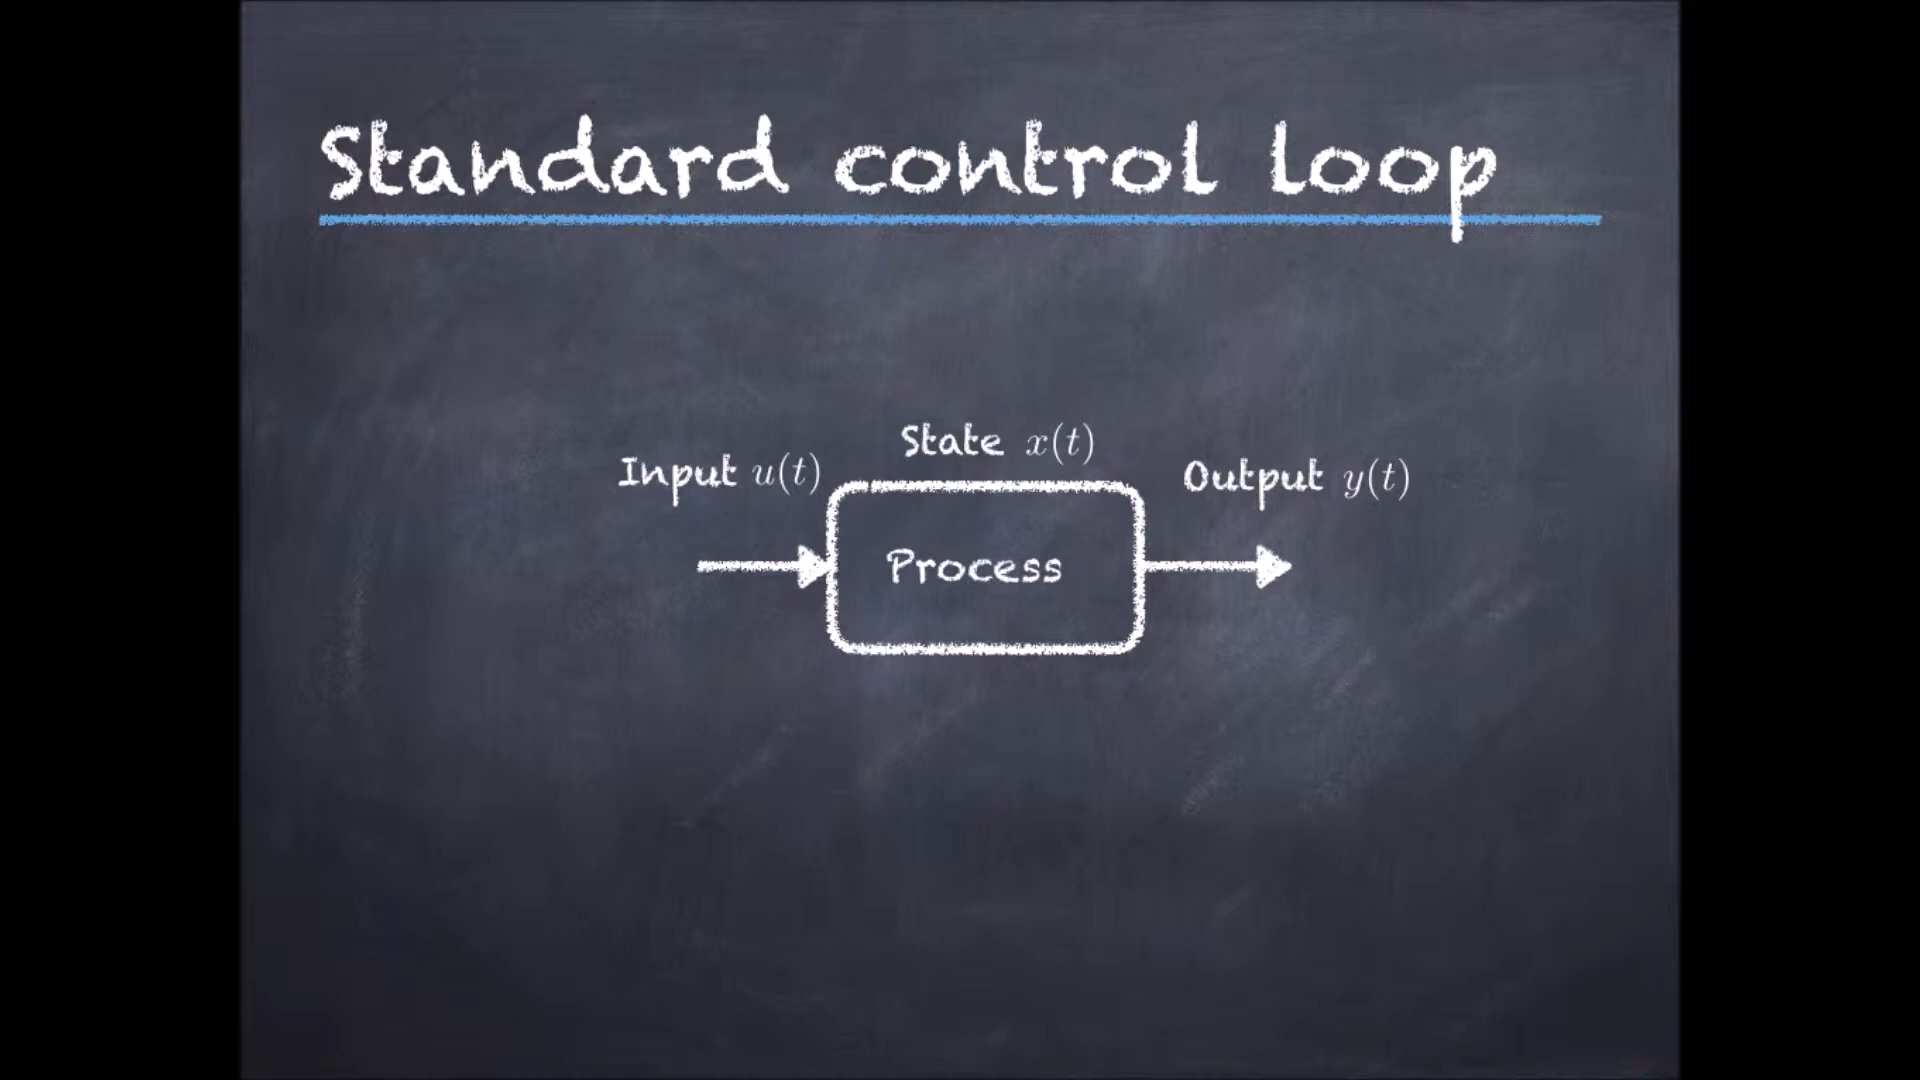 Standard control loop
State x(t)
Input u(t)
Output y(t)
Process